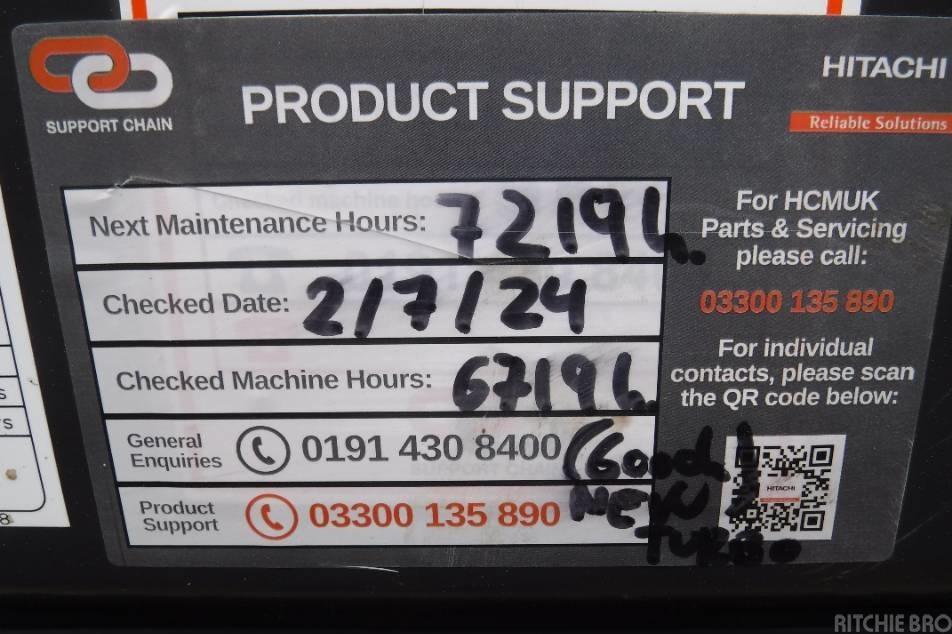 SUPPORT CHAIN
PRODUCT SUPPORT
HITACHI
Reliable Solutions
Next Maintenance Hours: 7219h.
Checked Date: 2/7/24
Checked Machine Hours: 6719h.
General Enquiries 0191 430 8400
Product Support 03300 135 890
(Good!
NEW
TURBO
For HCMUK
Parts & Servicing
please call:
03300 135 890
For individual
contacts, please scan
the QR code below:
HITACHI
RITCHIE BRO